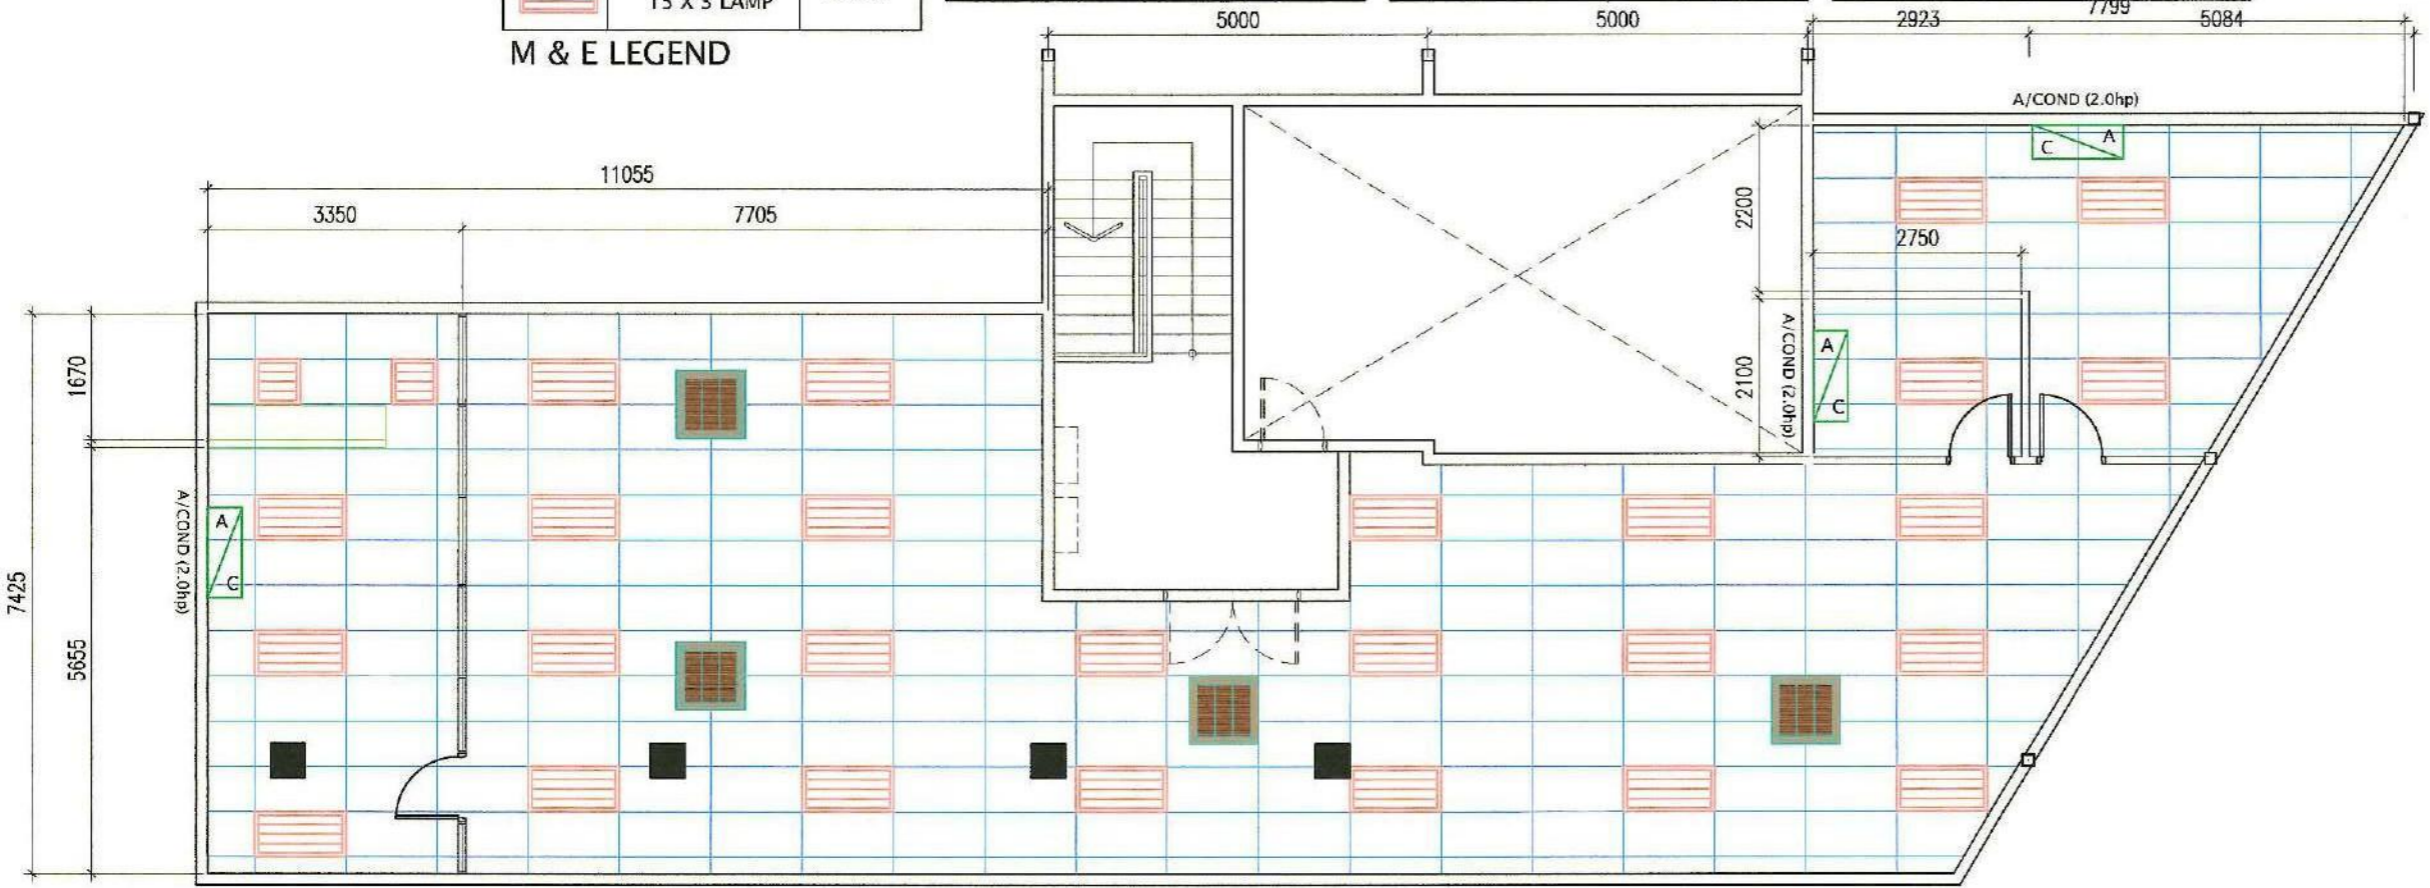 T5 X 3 LAMP
M & E LEGEND
5000
5000
2923
7799
5084
A/COND (2.0hp)
C A
11055
3350
7705
2200
2750
2100
A/COND (2.0hp)
A
C
1670
7425
5655
A/COND (2.0hp)
A
C